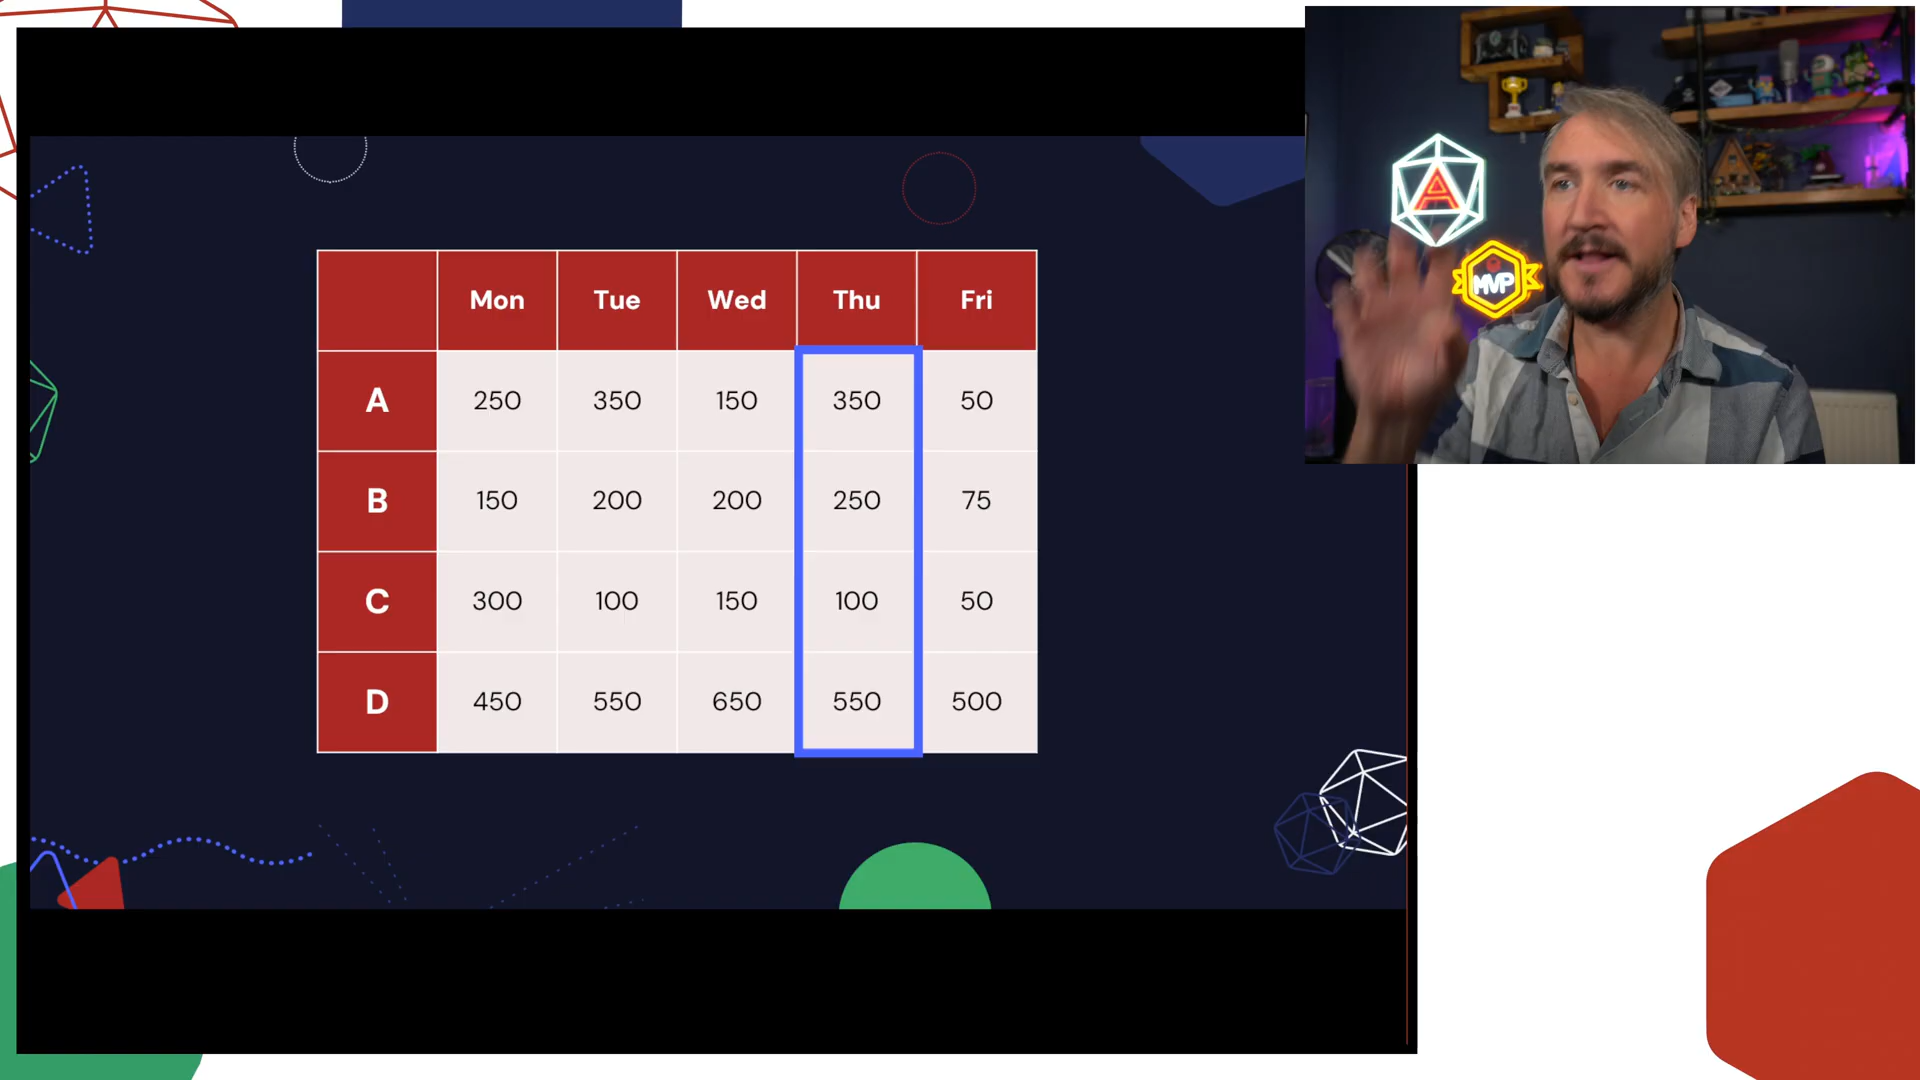 Mon Tue Wed Thu Fri
A 250 350 150 350 50
B 150 200 200 250 75
C 300 100 150 100 50
D 450 550 650 550 500
A
MVP